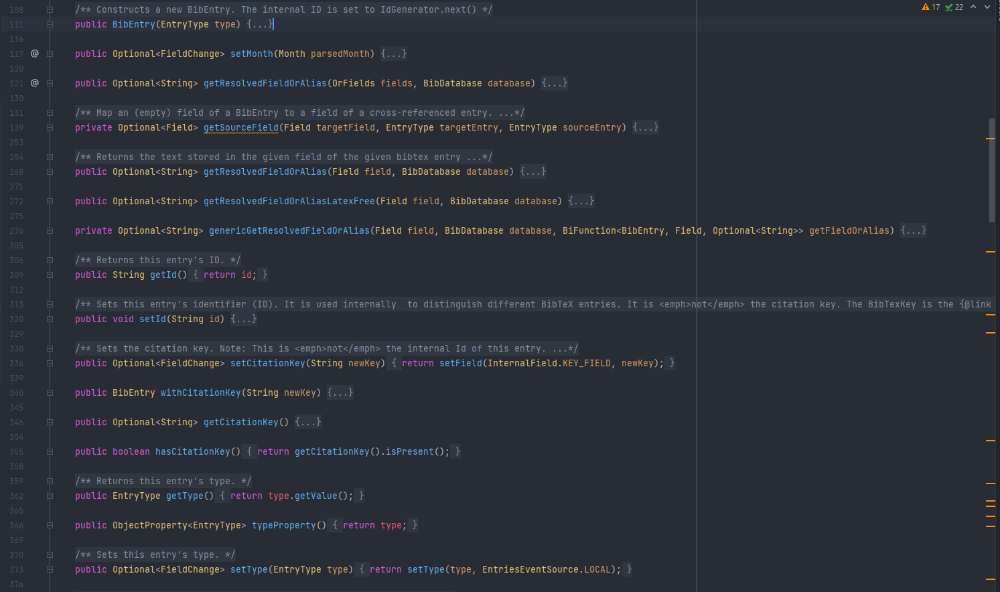 108 /** Constructs a new BibEntry. The internal ID is set to IdGenerator.next() */ 17 22
111 public BibEntry(EntryType type) {...}
116
117 @ public Optional<FieldChange> setMonth(Month parsedMonth) {...}
120
121 @ public Optional<String> getResolvedFieldOrAlias(OrFields fields, BibDatabase database) {...}
130
131 /** Map an (empty) field of a BibEntry to a field of a cross-referenced entry. ...*/
139 private Optional<Field> getSourceField(Field targetField, EntryType targetEntry, EntryType sourceEntry) {...}
253
254 /** Returns the text stored in the given field of the given bibtex entry ...*/
268 public Optional<String> getResolvedFieldOrAlias(Field field, BibDatabase database) {...}
271
272 public Optional<String> getResolvedFieldOrAliasLatexFree(Field field, BibDatabase database) {...}
275
276 private Optional<String> genericGetResolvedFieldOrAlias(Field field, BibDatabase database, BiFunction<BibEntry, Field, Optional<String>> getFieldOrAlias) {...}
305
306 /** Returns this entry's ID. */
309 public String getId() { return id; }
312
313 /** Sets this entry's identifier (ID). It is used internally  to distinguish different BibTeX entries. It is <emph>not</emph> the citation key. The BibTexKey is the {@link
320 public void setId(String id) {...}
329
330 /** Sets the citation key. Note: This is <emph>not</emph> the internal Id of this entry. ...*/
336 public Optional<FieldChange> setCitationKey(String newKey) { return setField(InternalField.KEY_FIELD, newKey); }
339
340 public BibEntry withCitationKey(String newKey) {...}
345
346 public Optional<String> getCitationKey() {...}
354
355 public boolean hasCitationKey() { return getCitationKey().isPresent(); }
358
359 /** Returns this entry's type. */
362 public EntryType getType() { return type.getValue(); }
365
366 public ObjectProperty<EntryType> typeProperty() { return type; }
369
370 /** Sets this entry's type. */
373 public Optional<FieldChange> setType(EntryType type) { return setType(type, EntriesEventSource.LOCAL); }
376